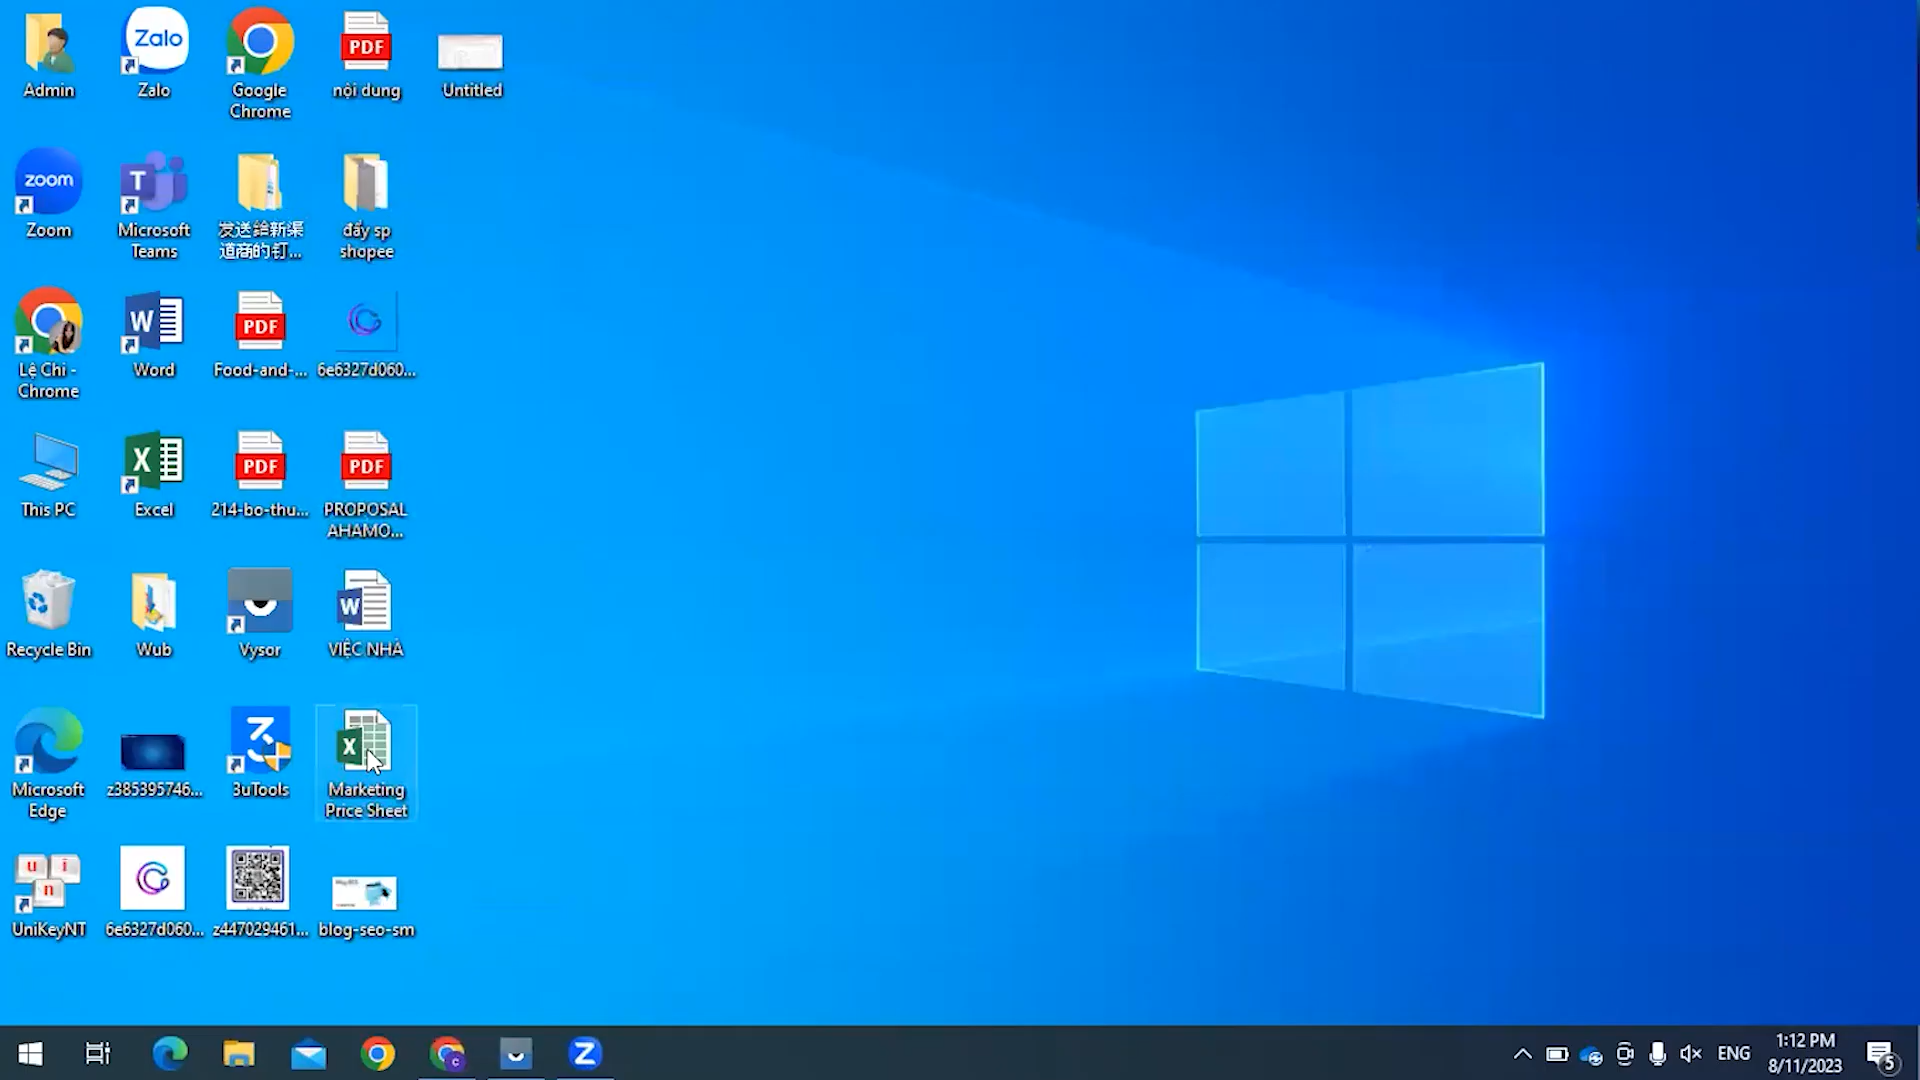 Admin
Zalo
Zalo
Google
Chrome
PDF
nội dung
Untitled
zoom
Zoom
T
Microsoft
Teams
发送给新渠
道商的钉...
đẩy sp
shopee
Lệ Chi -
Chrome
W
Word
PDF
Food-and-...
6e6327d060...
This PC
X
Excel
PDF
214-bo-thu...
PDF
PROPOSAL
AHAMO...
Recycle Bin
Wub
Vysor
W
VIỆC NHÀ
Microsoft
Edge
z385395746...
3uTools
X
Marketing
Price Sheet
u i
n
UniKeyNT
6e6327d060...
z447029461...
blog-seo-sm
C
Z
ENG
1:12 PM
8/11/2023
5